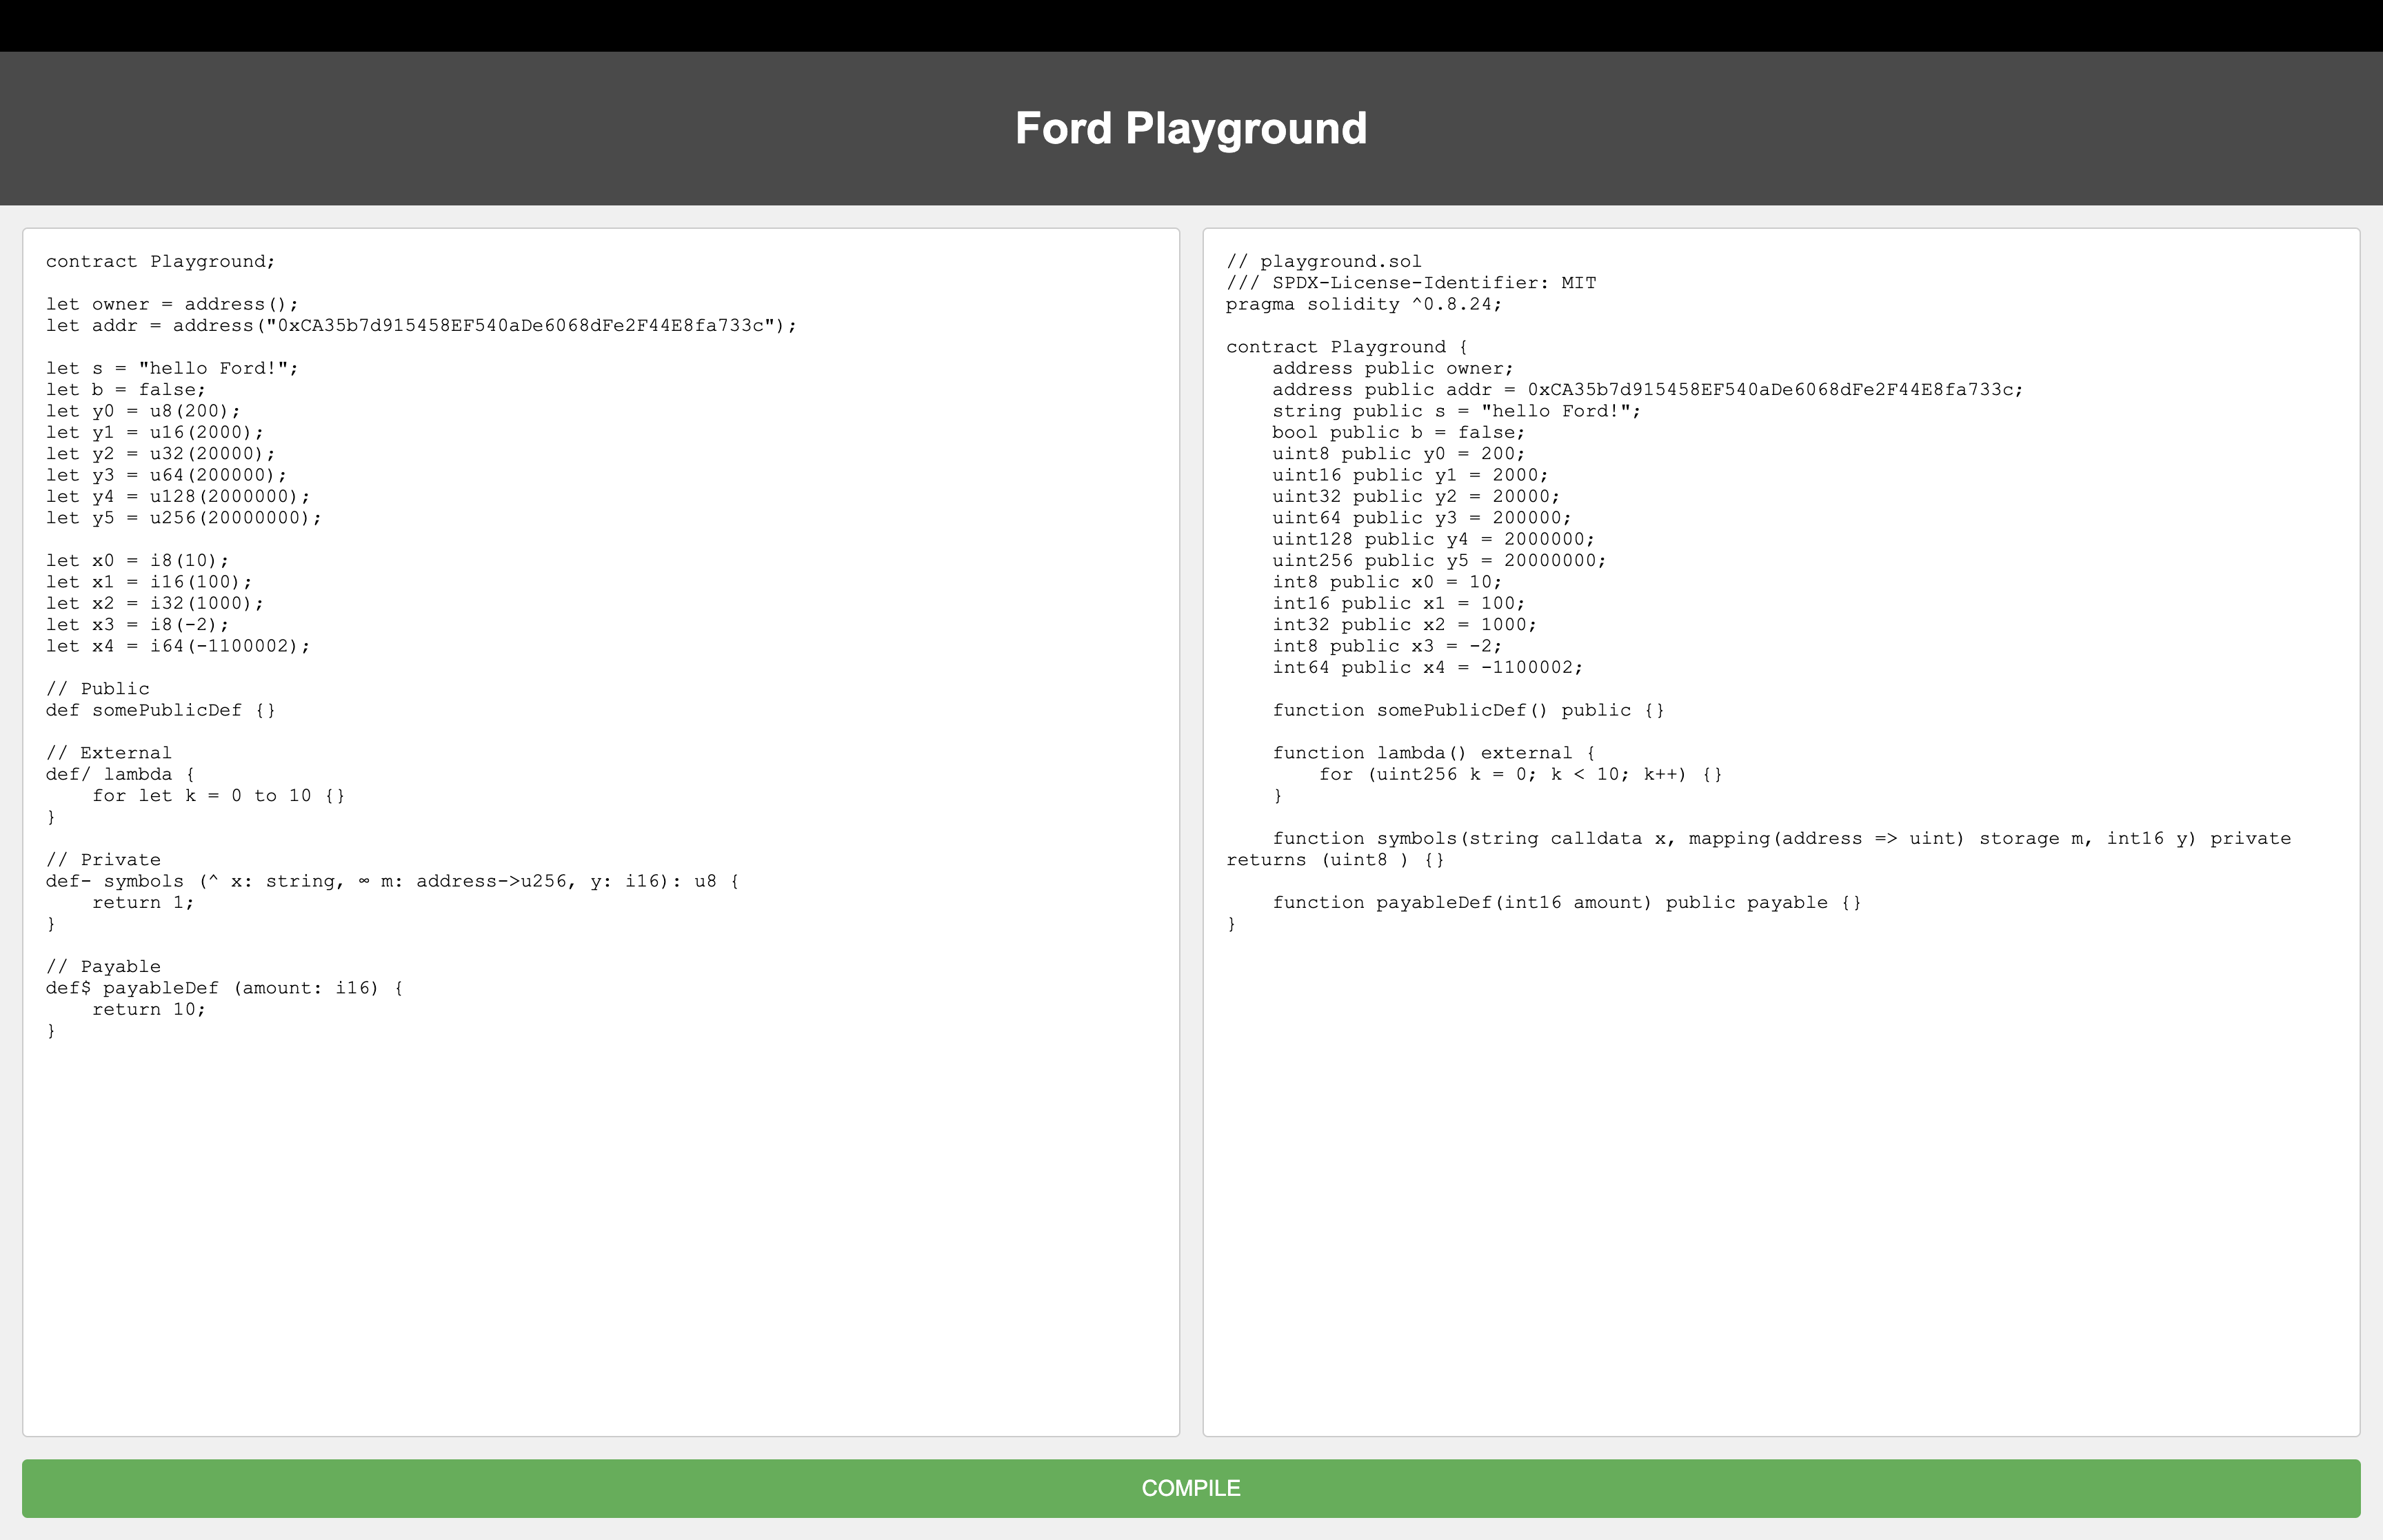 Ford Playground
contract Playground;
let owner = address();
let addr = address("0xCA35b7d915458EF540aDe6068dFe2F44E8fa733c");
let s = "hello Ford!";
let b = false;
let y0 = u8(200);
let y1 = u16(2000);
let y2 = u32(20000);
let y3 = u64(200000);
let y4 = u128(2000000);
let y5 = u256(20000000);
let x0 = i8(10);
let x1 = i16(100);
let x2 = i32(1000);
let x3 = i8(-2);
let x4 = i64(-1100002);
// Public
def somePublicDef {}
// External
def/ lambda {
    for let k = 0 to 10 {}
}
// Private
def- symbols (^ x: string, ∞ m: address->u256, y: i16): u8 {
    return 1;
}
// Payable
def$ payableDef (amount: i16) {
    return 10;
}
// playground.sol
/// SPDX-License-Identifier: MIT
pragma solidity ^0.8.24;
contract Playground {
    address public owner;
    address public addr = 0xCA35b7d915458EF540aDe6068dFe2F44E8fa733c;
    string public s = "hello Ford!";
    bool public b = false;
    uint8 public y0 = 200;
    uint16 public y1 = 2000;
    uint32 public y2 = 20000;
    uint64 public y3 = 200000;
    uint128 public y4 = 2000000;
    uint256 public y5 = 20000000;
    int8 public x0 = 10;
    int16 public x1 = 100;
    int32 public x2 = 1000;
    int8 public x3 = -2;
    int64 public x4 = -1100002;
    function somePublicDef() public {}
    function lambda() external {
        for (uint256 k = 0; k < 10; k++) {}
    }
    function symbols(string calldata x, mapping(address => uint) storage m, int16 y) private
returns (uint8 ) {}
    function payableDef(int16 amount) public payable {}
}
COMPILE